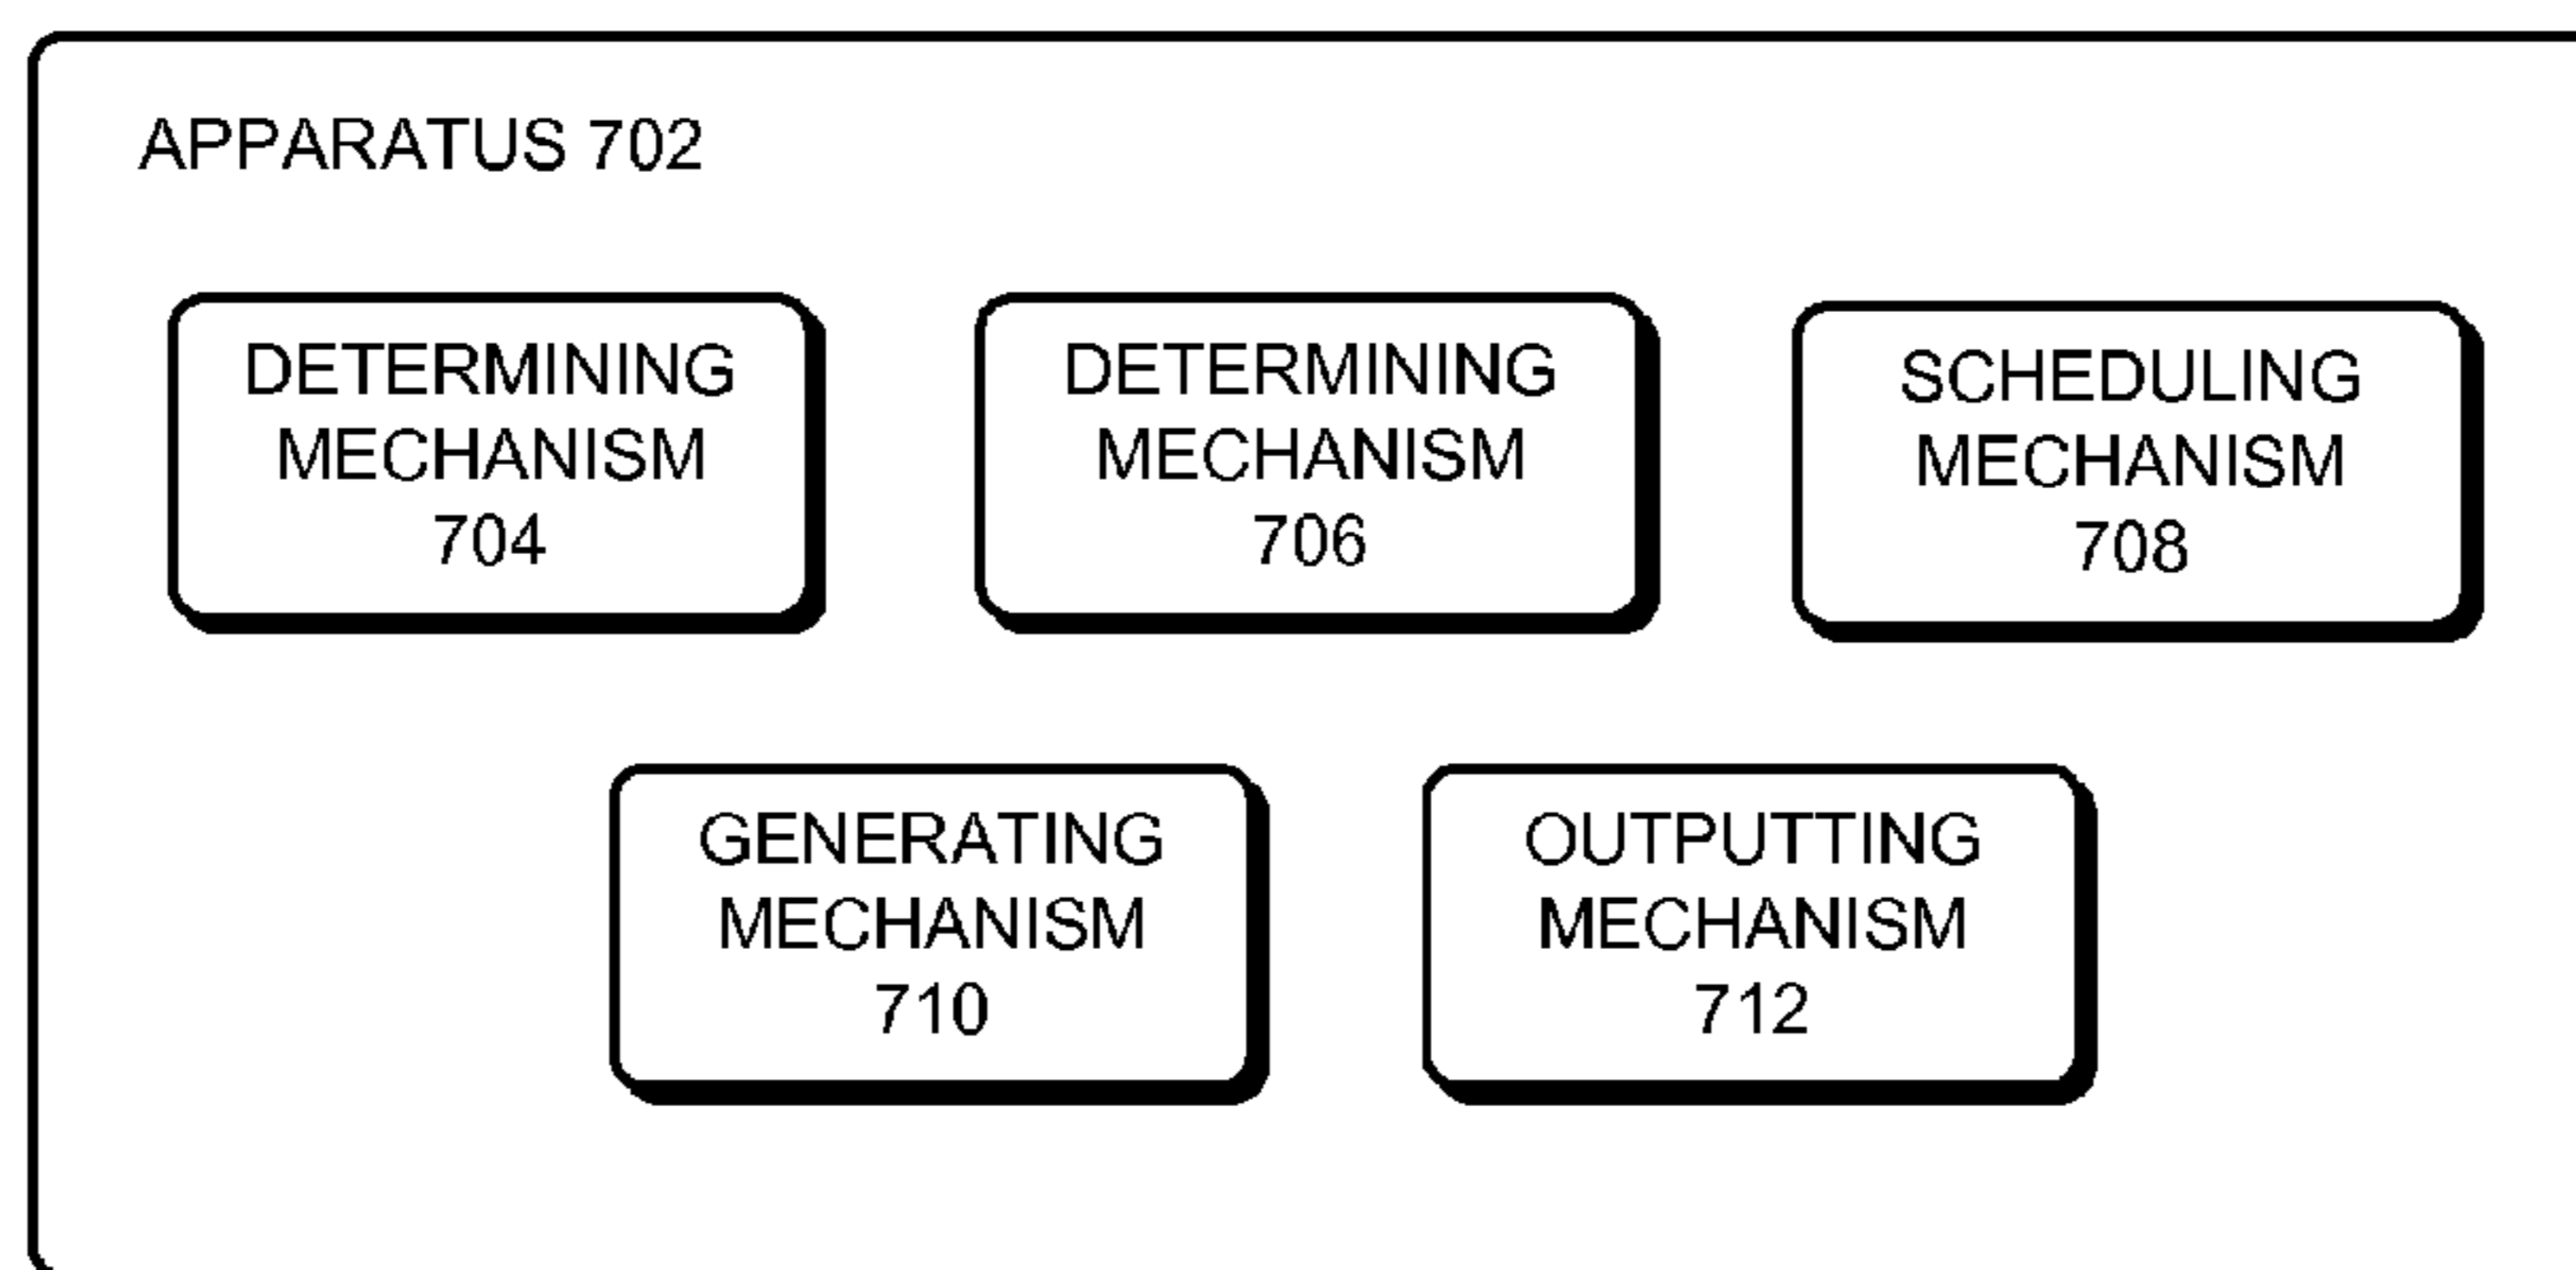 APPARATUS 702
DETERMINING
MECHANISM
704
DETERMINING
MECHANISM
706
SCHEDULING
MECHANISM
708
GENERATING
MECHANISM
710
OUTPUTTING
MECHANISM
712